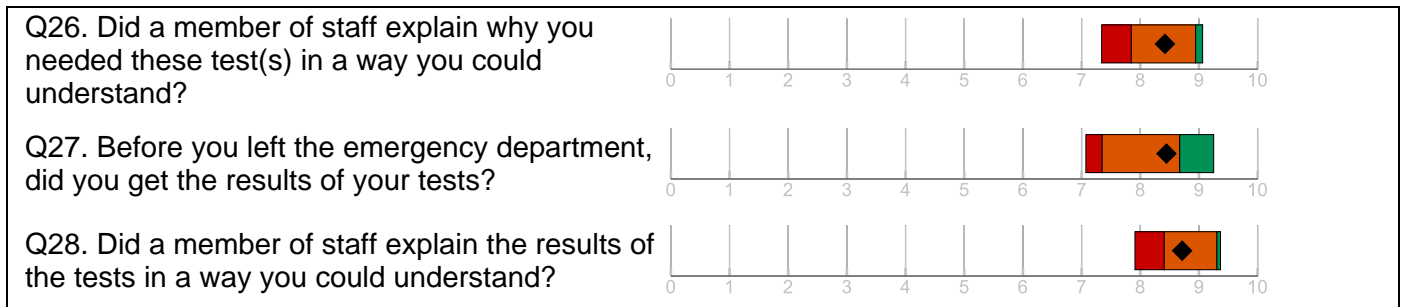 Q26. Did a member of staff explain why you
needed these test(s) in a way you could
understand?
0 1 2 3 4 5 6 7 8 9 10
Q27. Before you left the emergency department,
did you get the results of your tests?
0 1 2 3 4 5 6 7 8 9 10
Q28. Did a member of staff explain the results of
the tests in a way you could understand?
0 1 2 3 4 5 6 7 8 9 10